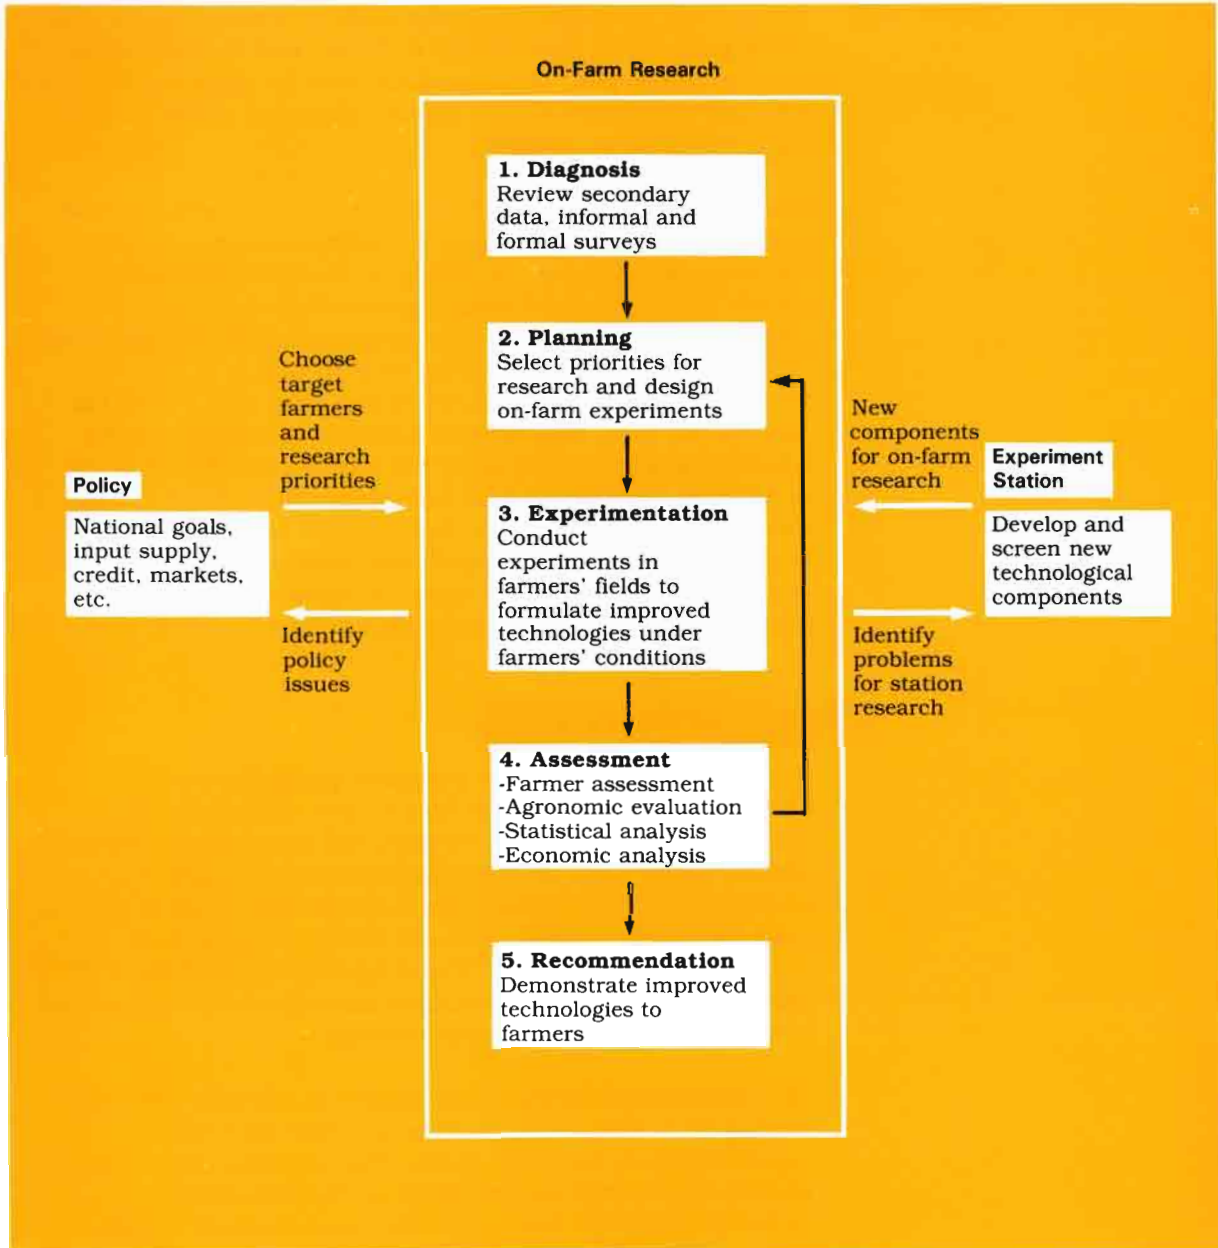 On-Farm Research
1. Diagnosis
Review secondary
data, informal and
formal surveys
2. Planning
Select priorities for
research and design
on-farm experiments
3. Experimentation
Conduct
experiments in
farmers' fields to
formulate improved
technologies under
farmers' conditions
4. Assessment
-Farmer assessment
-Agronomic evaluation
-Statistical analysis
-Economic analysis
5. Recommendation
Demonstrate improved
technologies to
farmers
Policy
National goals,
input supply,
credit, markets,
etc.
Choose
target
farmers
and
research
priorities
Identify
policy
issues
New
components
for on-farm
research
Identify
problems
for station
research
Experiment
Station
Develop and
screen new
technological
components